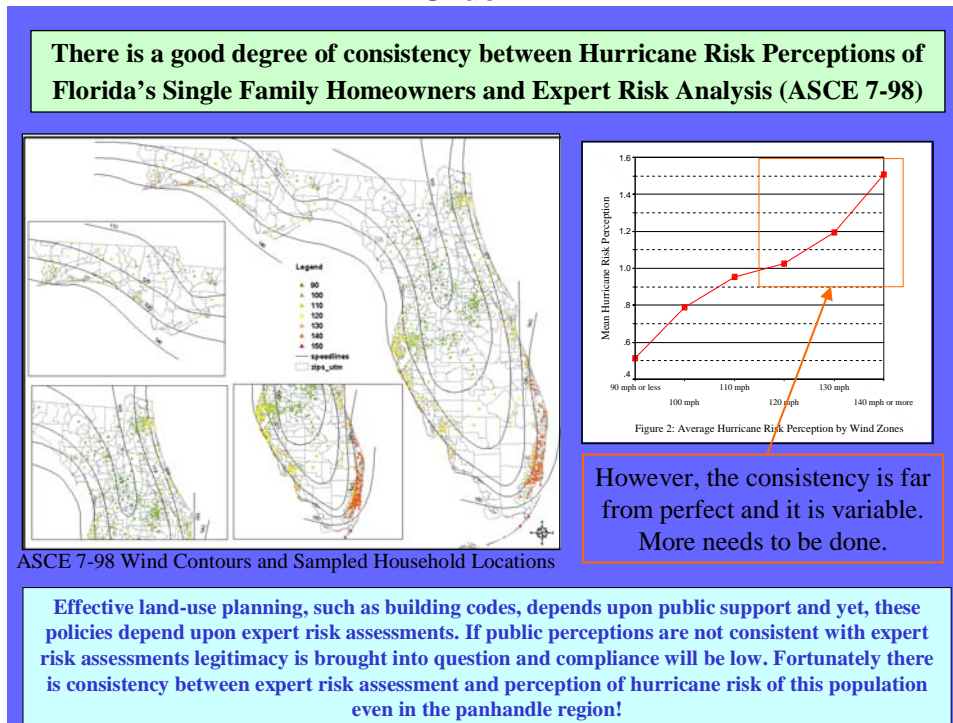 There is a good degree of consistency between Hurricane Risk Perceptions of
Florida's Single Family Homeowners and Expert Risk Analysis (ASCE 7-98)
Legend
90
100
110
120
130
140
150
speedlines
zips_utm
ASCE 7-98 Wind Contours and Sampled Household Locations
Mean Hurricane Risk Perception
1.6
1.4
1.2
1.0
.8
.6
.4
90 mph or less
100 mph
110 mph
120 mph
130 mph
140 mph or more
Figure 2: Average Hurricane Risk Perception by Wind Zones
However, the consistency is far
from perfect and it is variable.
More needs to be done.
Effective land-use planning, such as building codes, depends upon public support and yet, these
policies depend upon expert risk assessments. If public perceptions are not consistent with expert
risk assessments legitimacy is brought into question and compliance will be low. Fortunately there
is consistency between expert risk assessment and perception of hurricane risk of this population
even in the panhandle region!